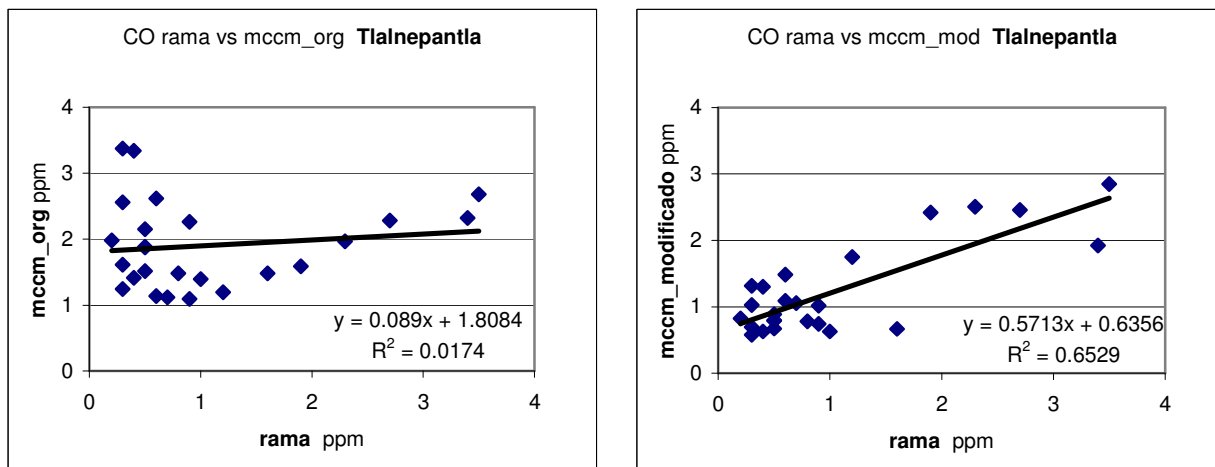 CO rama vs mccm_org Tlalnepantla
mccm_org ppm
4
3
2
1
0
y = 0.089x + 1.8084
R² = 0.0174
0 1 2 3 4
rama ppm
CO rama vs mccm_mod Tlalnepantla
mccm_modificado ppm
4
3
2
1
0
y = 0.5713x + 0.6356
R² = 0.6529
0 1 2 3 4
rama ppm